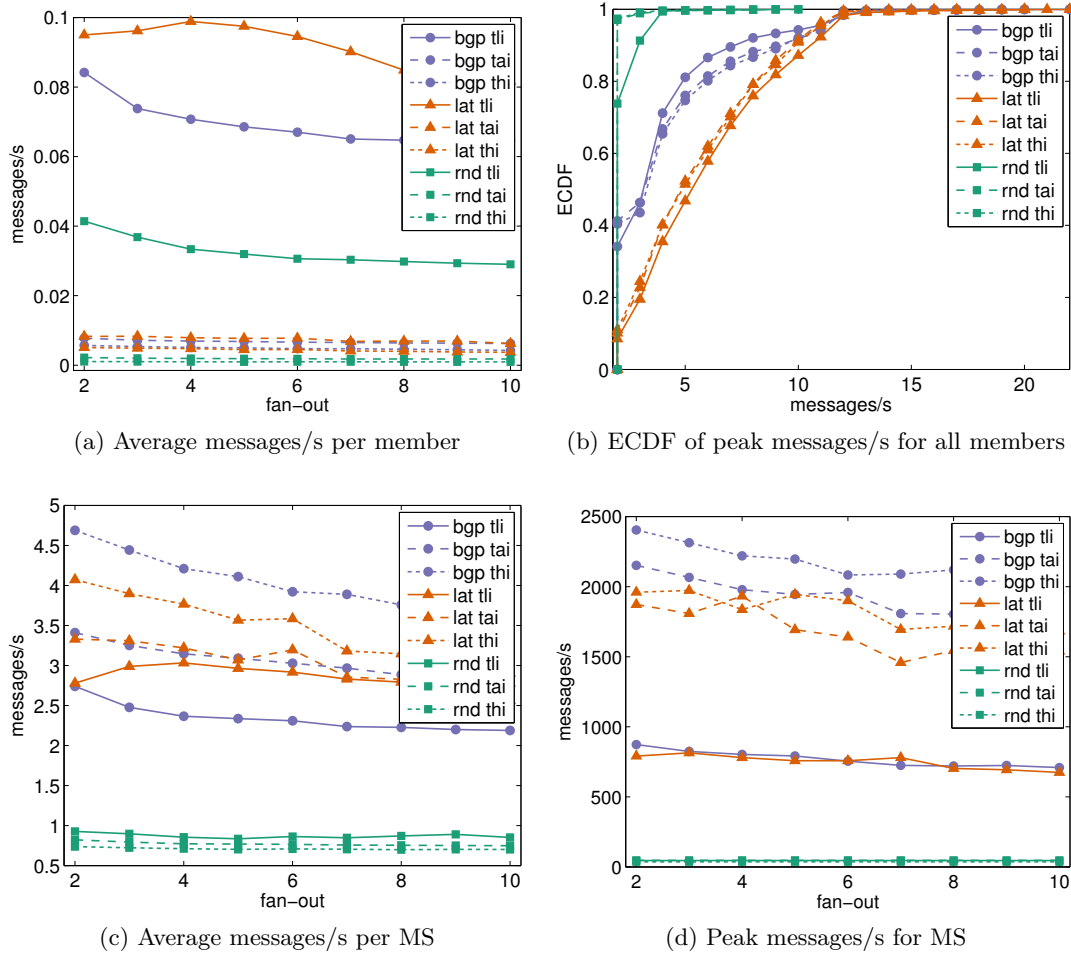 0.1
0.08
0.06
0.04
0.02
0
messages/s
2
4
6
8
10
fan−out
bgp tli
bgp tai
bgp thi
lat tli
lat tai
lat thi
rnd tli
rnd tai
rnd thi
(a) Average messages/s per member
1
0.8
0.6
0.4
0.2
0
ECDF
5
10
15
20
messages/s
bgp tli
bgp tai
bgp thi
lat tli
lat tai
lat thi
rnd tli
rnd tai
rnd thi
(b) ECDF of peak messages/s for all members
5
4.5
4
3.5
3
2.5
2
1.5
1
0.5
messages/s
2
4
6
8
10
fan−out
bgp tli
bgp tai
bgp thi
lat tli
lat tai
lat thi
rnd tli
rnd tai
rnd thi
(c) Average messages/s per MS
2500
2000
1500
1000
500
0
messages/s
2
4
6
8
10
fan−out
bgp tli
bgp tai
bgp thi
lat tli
lat tai
lat thi
rnd tli
rnd tai
rnd thi
(d) Peak messages/s for MS